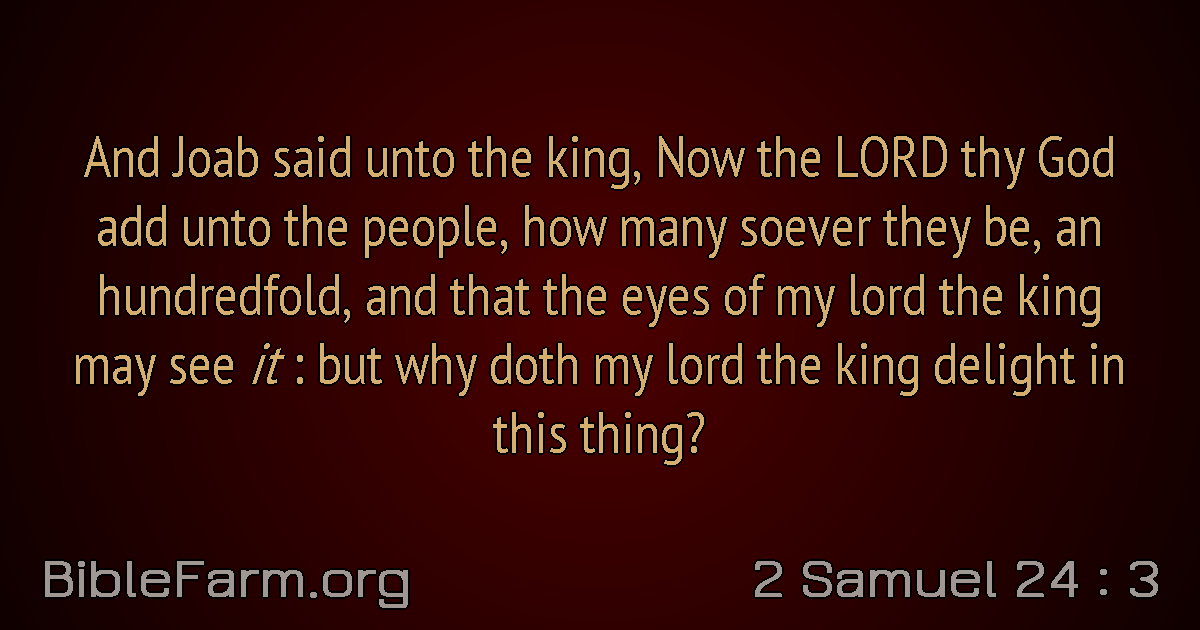 And Joab said unto the king, Now the LORD thy God
add unto the people, how many soever they be, an
hundredfold, and that the eyes of my lord the king
may see it : but why doth my lord the king delight in
this thing?
BibleFarm.org
2 Samuel 24 : 3